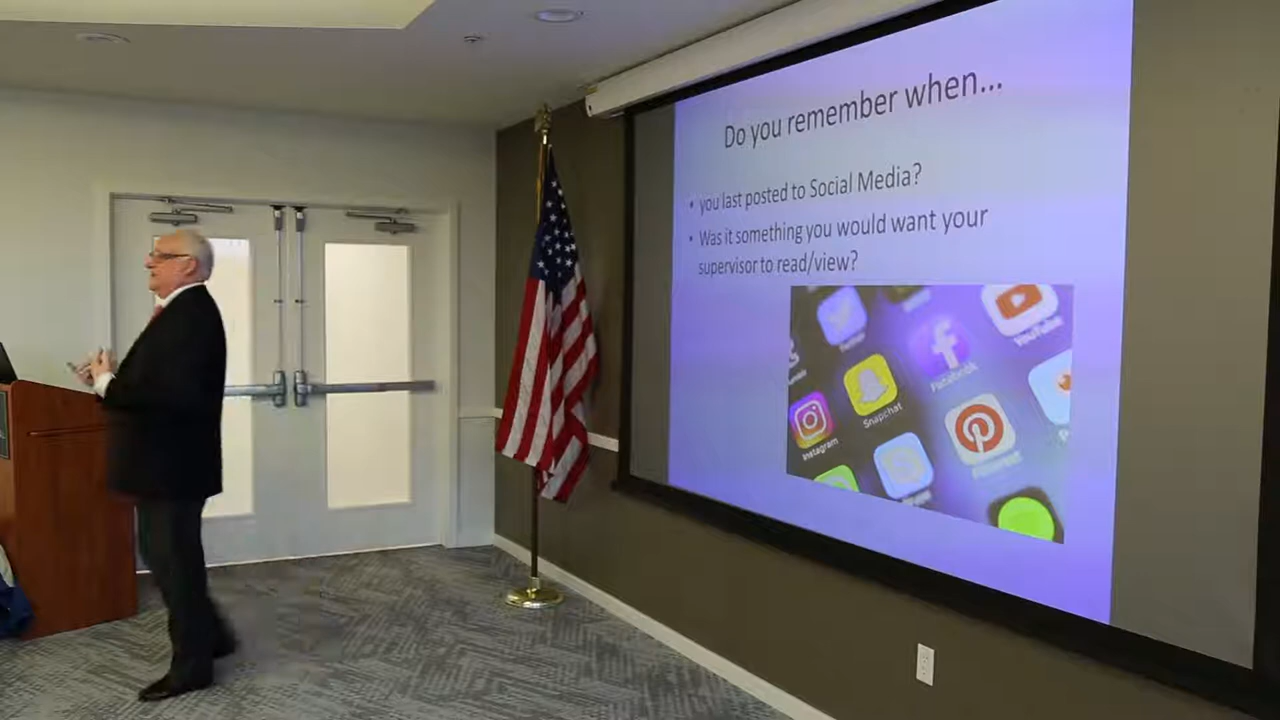 Do you remember when...
• you last posted to Social Media?
• Was it something you would want your
supervisor to read/view?
Twitter
YouTube
Facebook
Snapchat
Instagram
Pinterest